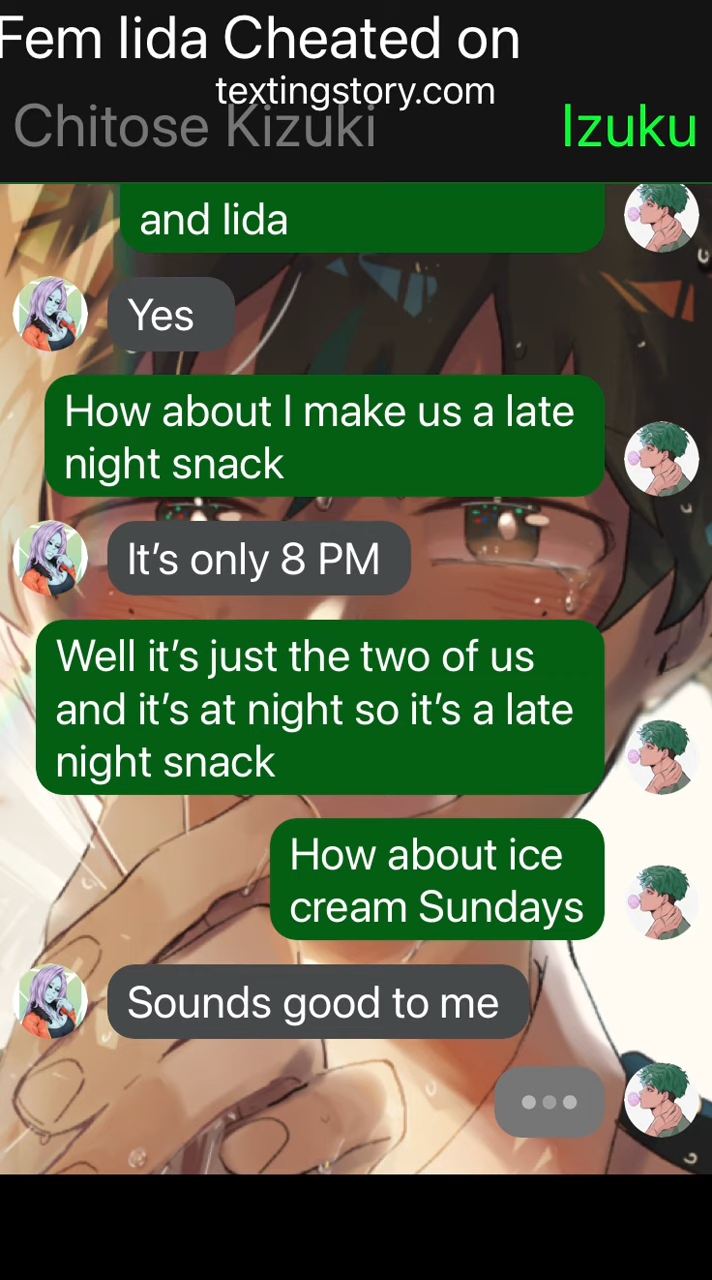 Fem Iida Cheated on
textingstory.com
Chitose Kizuki
Izuku
and Iida
Yes
How about I make us a late
night snack
It’s only 8 PM
Well it’s just the two of us
and it’s at night so it’s a late
night snack
How about ice
cream Sundays
Sounds good to me